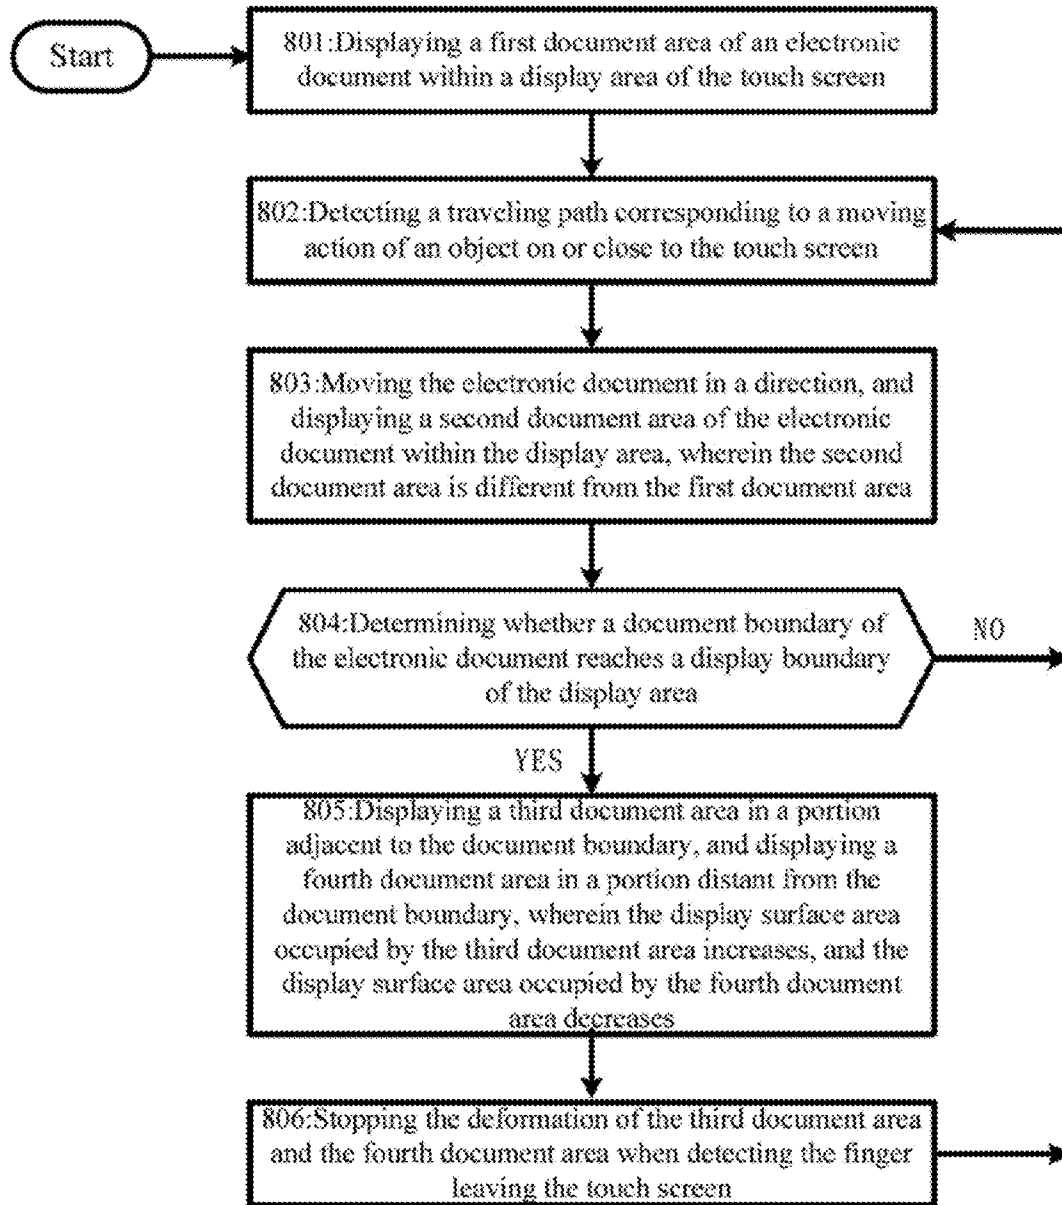 Start
801:Displaying a first document area of an electronic
document within a display area of the touch screen
802:Detecting a traveling path corresponding to a moving
action of an object on or close to the touch screen
803:Moving the electronic document in a direction, and
displaying a second document area of the electronic
document within the display area, wherein the second
document area is different from the first document area
804:Determining whether a document boundary of
the electronic document reaches a display boundary
of the display area
NO
YES
805:Displaying a third document area in a portion
adjacent to the document boundary, and displaying a
fourth document area in a portion distant from the
document boundary, wherein the display surface area
occupied by the third document area increases, and the
display surface area occupied by the fourth document
area decreases
806:Stopping the deformation of the third document area
and the fourth document area when detecting the finger
leaving the touch screen